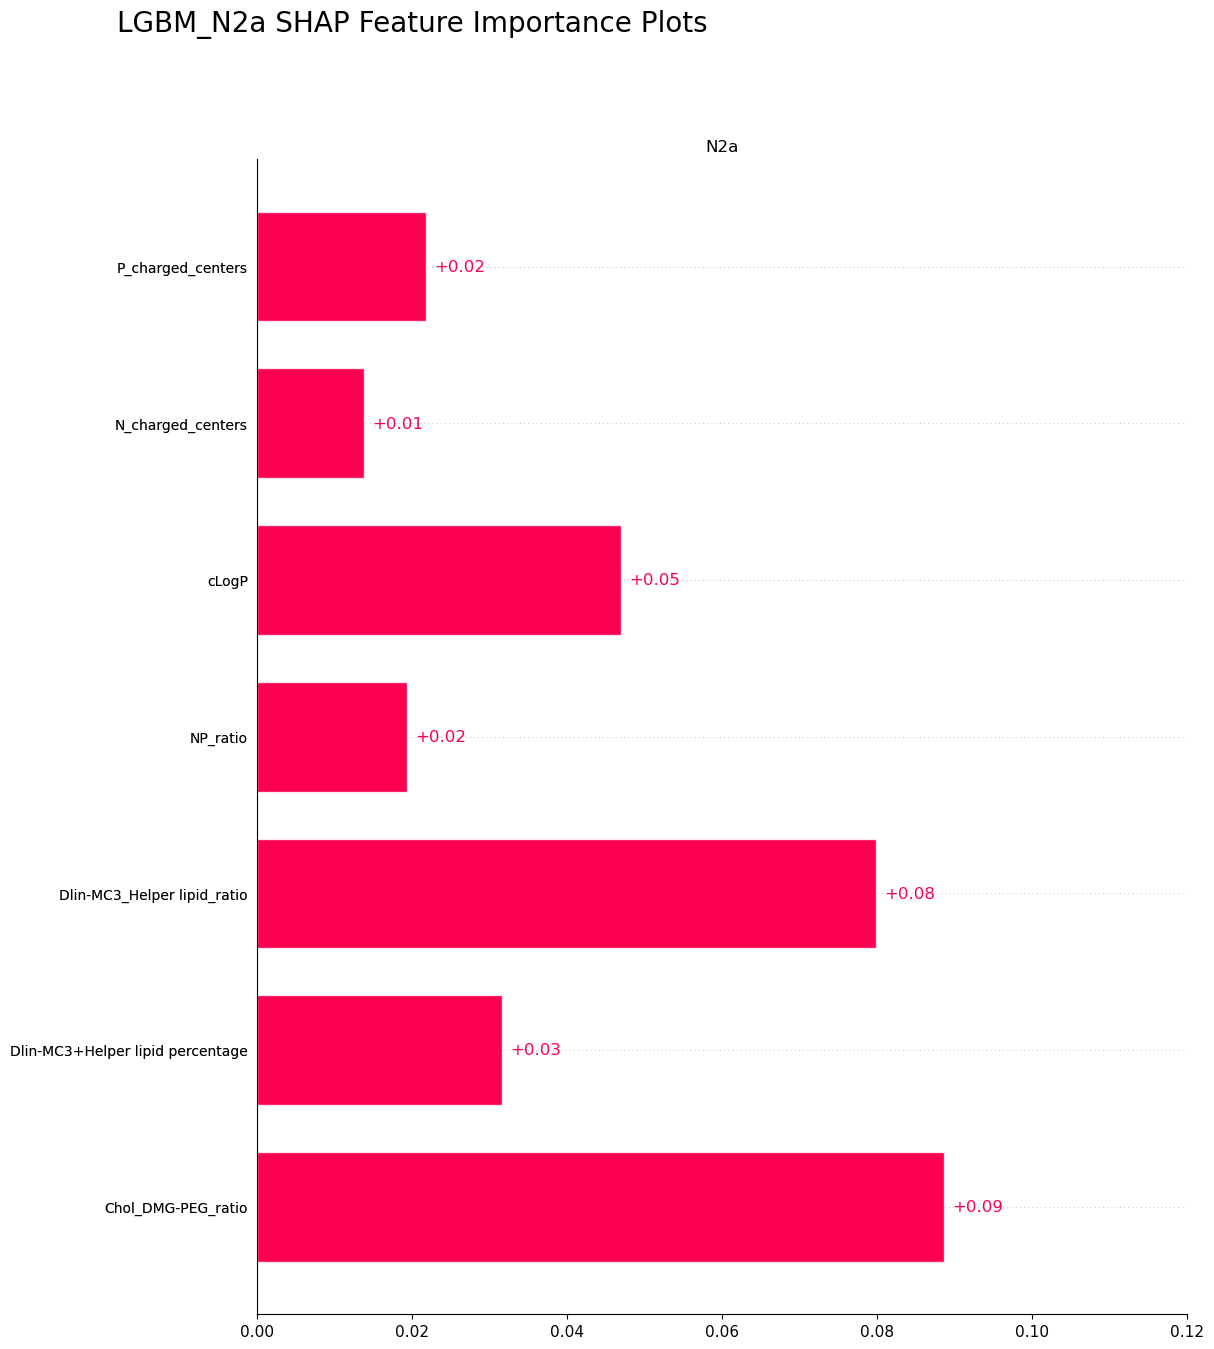 LGBM_N2a SHAP Feature Importance Plots
N2a
P_charged_centers
+0.02
N_charged_centers
+0.01
cLogP
+0.05
NP_ratio
+0.02
Dlin-MC3_Helper lipid_ratio
+0.08
Dlin-MC3+Helper lipid percentage
+0.03
Chol_DMG-PEG_ratio
+0.09
0.00 0.02 0.04 0.06 0.08 0.10 0.12